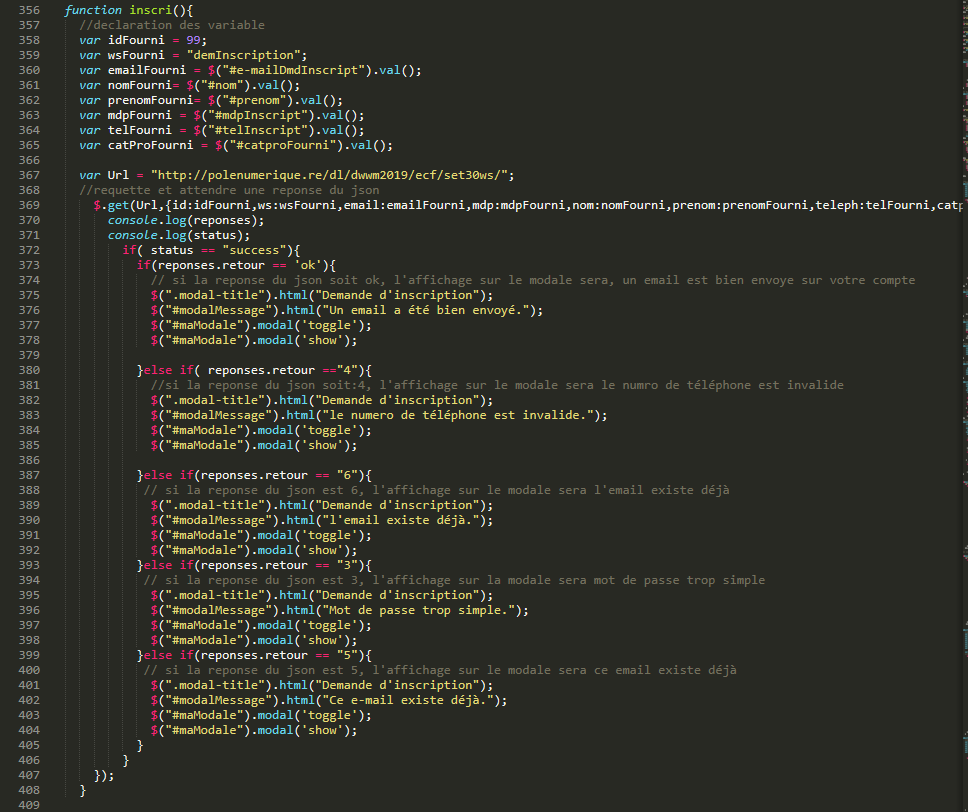 356 function inscri(){
357 //declaration des variable
358 var idFourni = 99;
359 var wsFourni = "demInscription";
360 var emailFourni = $("#e-mailDmdInscript").val();
361 var nomFourni= $("#nom").val();
362 var prenomFourni= $("#prenom").val();
363 var mdpFourni = $("#mdpInscript").val();
364 var telFourni = $("#telInscript").val();
365 var catProFourni = $("#catproFourni").val();
366
367 var Url = "http://polenumerique.re/dl/dwwm2019/ecf/set30ws/";
368 //requette et attendre une reponse du json
369 $.get(Url,{id:idFourni,ws:wsFourni,email:emailFourni,mdp:mdpFourni,nom:nomFourni,prenom:prenomFourni,teleph:telFourni,catp
370 console.log(reponses);
371 console.log(status);
372 if( status == "success"){
373 if(reponses.retour == 'ok'){
374 // si la reponse du json soit ok, l'affichage sur le modale sera, un email est bien envoye sur votre compte
375 $(".modal-title").html("Demande d'inscription");
376 $("#modalMessage").html("Un email a été bien envoyé.");
377 $("#maModale").modal('toggle');
378 $("#maModale").modal('show');
379
380 }else if( reponses.retour =="4"){
381 //si la reponse du json soit:4, l'affichage sur le modale sera le numro de téléphone est invalide
382 $(".modal-title").html("Demande d'inscription");
383 $("#modalMessage").html("le numero de téléphone est invalide.");
384 $("#maModale").modal('toggle');
385 $("#maModale").modal('show');
386
387 }else if(reponses.retour == "6"){
388 // si la reponse du json est 6, l'affichage sur le modale sera l'email existe déjà
389 $(".modal-title").html("Demande d'inscription");
390 $("#modalMessage").html("l'email existe déjà.");
391 $("#maModale").modal('toggle');
392 $("#maModale").modal('show');
393 }else if(reponses.retour == "3"){
394 // si la reponse du json est 3, l'affichage sur la modale sera mot de passe trop simple
395 $(".modal-title").html("Demande d'inscription");
396 $("#modalMessage").html("Mot de passe trop simple.");
397 $("#maModale").modal('toggle');
398 $("#maModale").modal('show');
399 }else if(reponses.retour == "5"){
400 // si la reponse du json est 5, l'affichage sur le modale sera ce email existe déjà
401 $(".modal-title").html("Demande d'inscription");
402 $("#modalMessage").html("Ce e-mail existe déjà.");
403 $("#maModale").modal('toggle');
404 $("#maModale").modal('show');
405 }
406 }
407 });
408 }
409